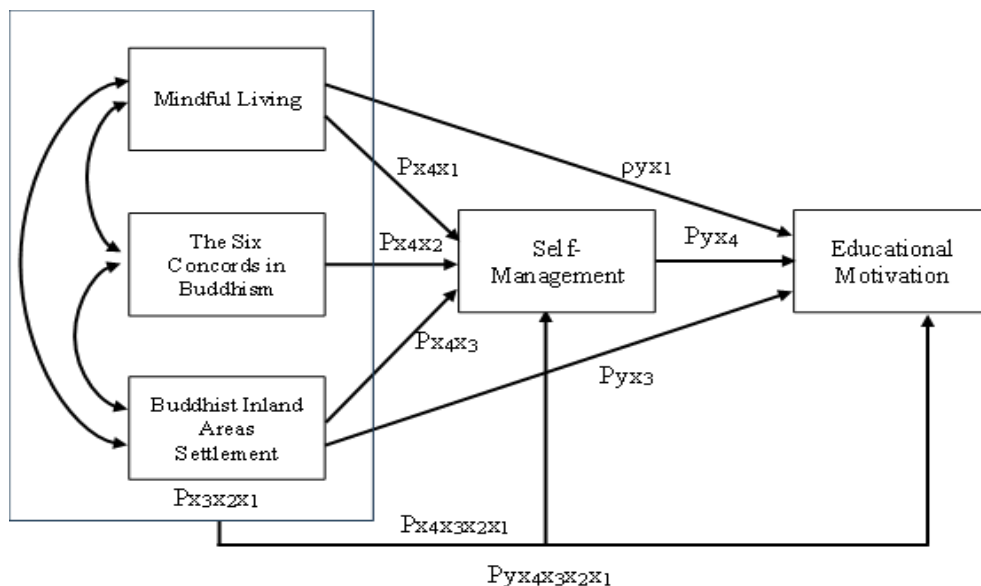 Mindful Living
Px₄x₁
ρyx₁
The Six
Concords in
Buddhism
Px₄x₂
Self-
Management
Pyx₄
Educational
Motivation
Px₄x₃
Pyx₃
Buddhist Inland
Areas
Settlement
Px₃x₂x₁
Px₄x₃x₂x₁
Pyx₄x₃x₂x₁